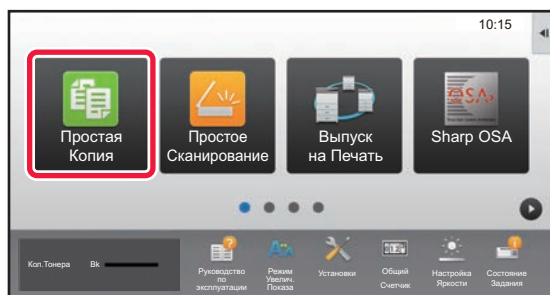 10:15
Простая
Копия
Простое
Сканирование
Выпуск
на Печать
OSA
Sharp OSA
Кол.Тонера
Bk
Руководство
по
эксплуатации
Режим
Увелич.
Показа
Установки
Общий
Счетчик
Настройка
Яркости
Состояние
Задания